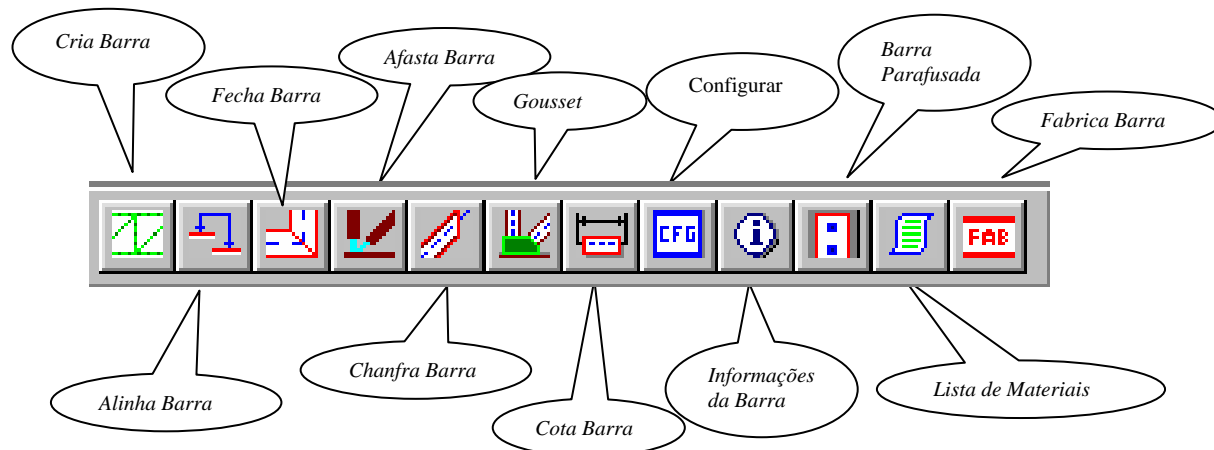 Cria Barra
Fecha Barra
Afasta Barra
Gousset
Configurar
Barra
Parafusada
Fabrica Barra
CFG
i
FAB
Alinha Barra
Chanfra Barra
Cota Barra
Informações
da Barra
Lista de Materiais